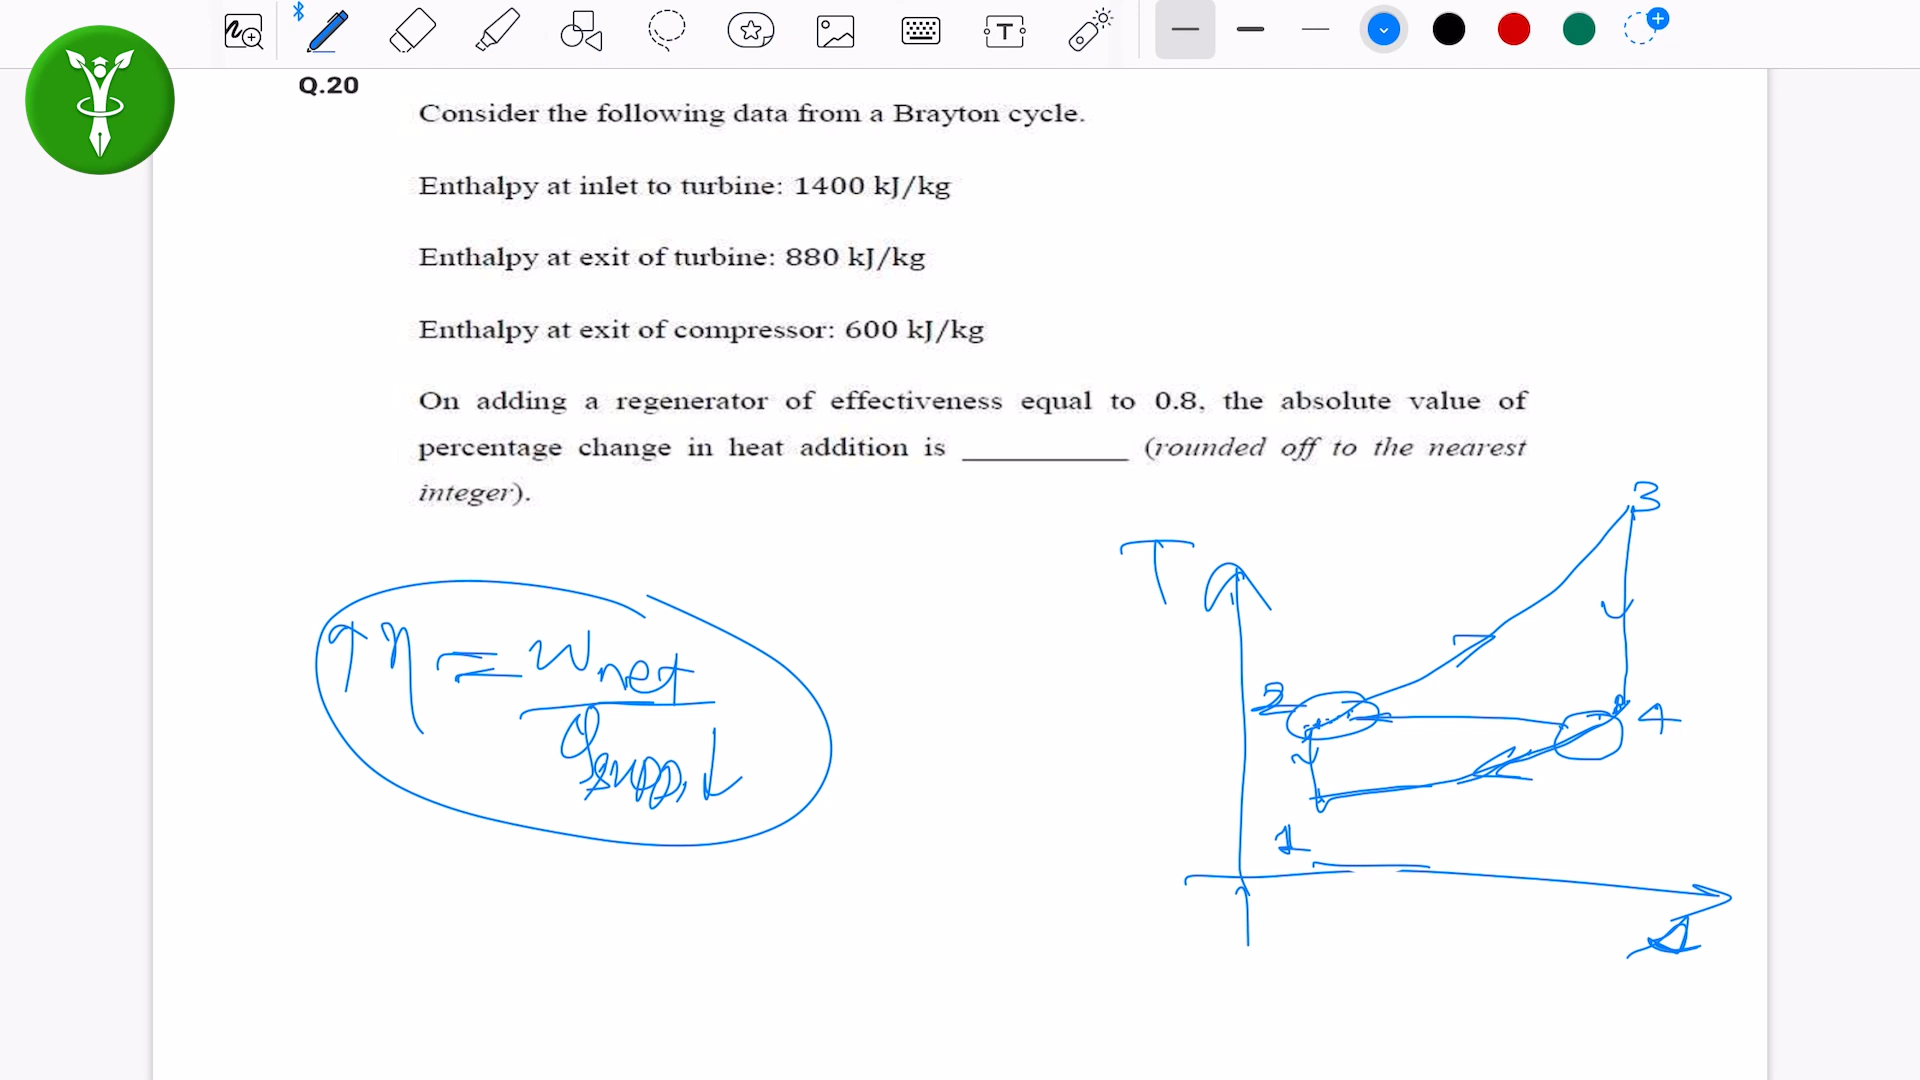 Q.20
Consider the following data from a Brayton cycle.
Enthalpy at inlet to turbine: 1400 kJ/kg
Enthalpy at exit of turbine: 880 kJ/kg
Enthalpy at exit of compressor: 600 kJ/kg
On adding a regenerator of effectiveness equal to 0.8, the absolute value of
percentage change in heat addition is __________ (rounded off to the nearest
integer).
3
T
↑η = Wnet
qsupp.↓
2
4
1